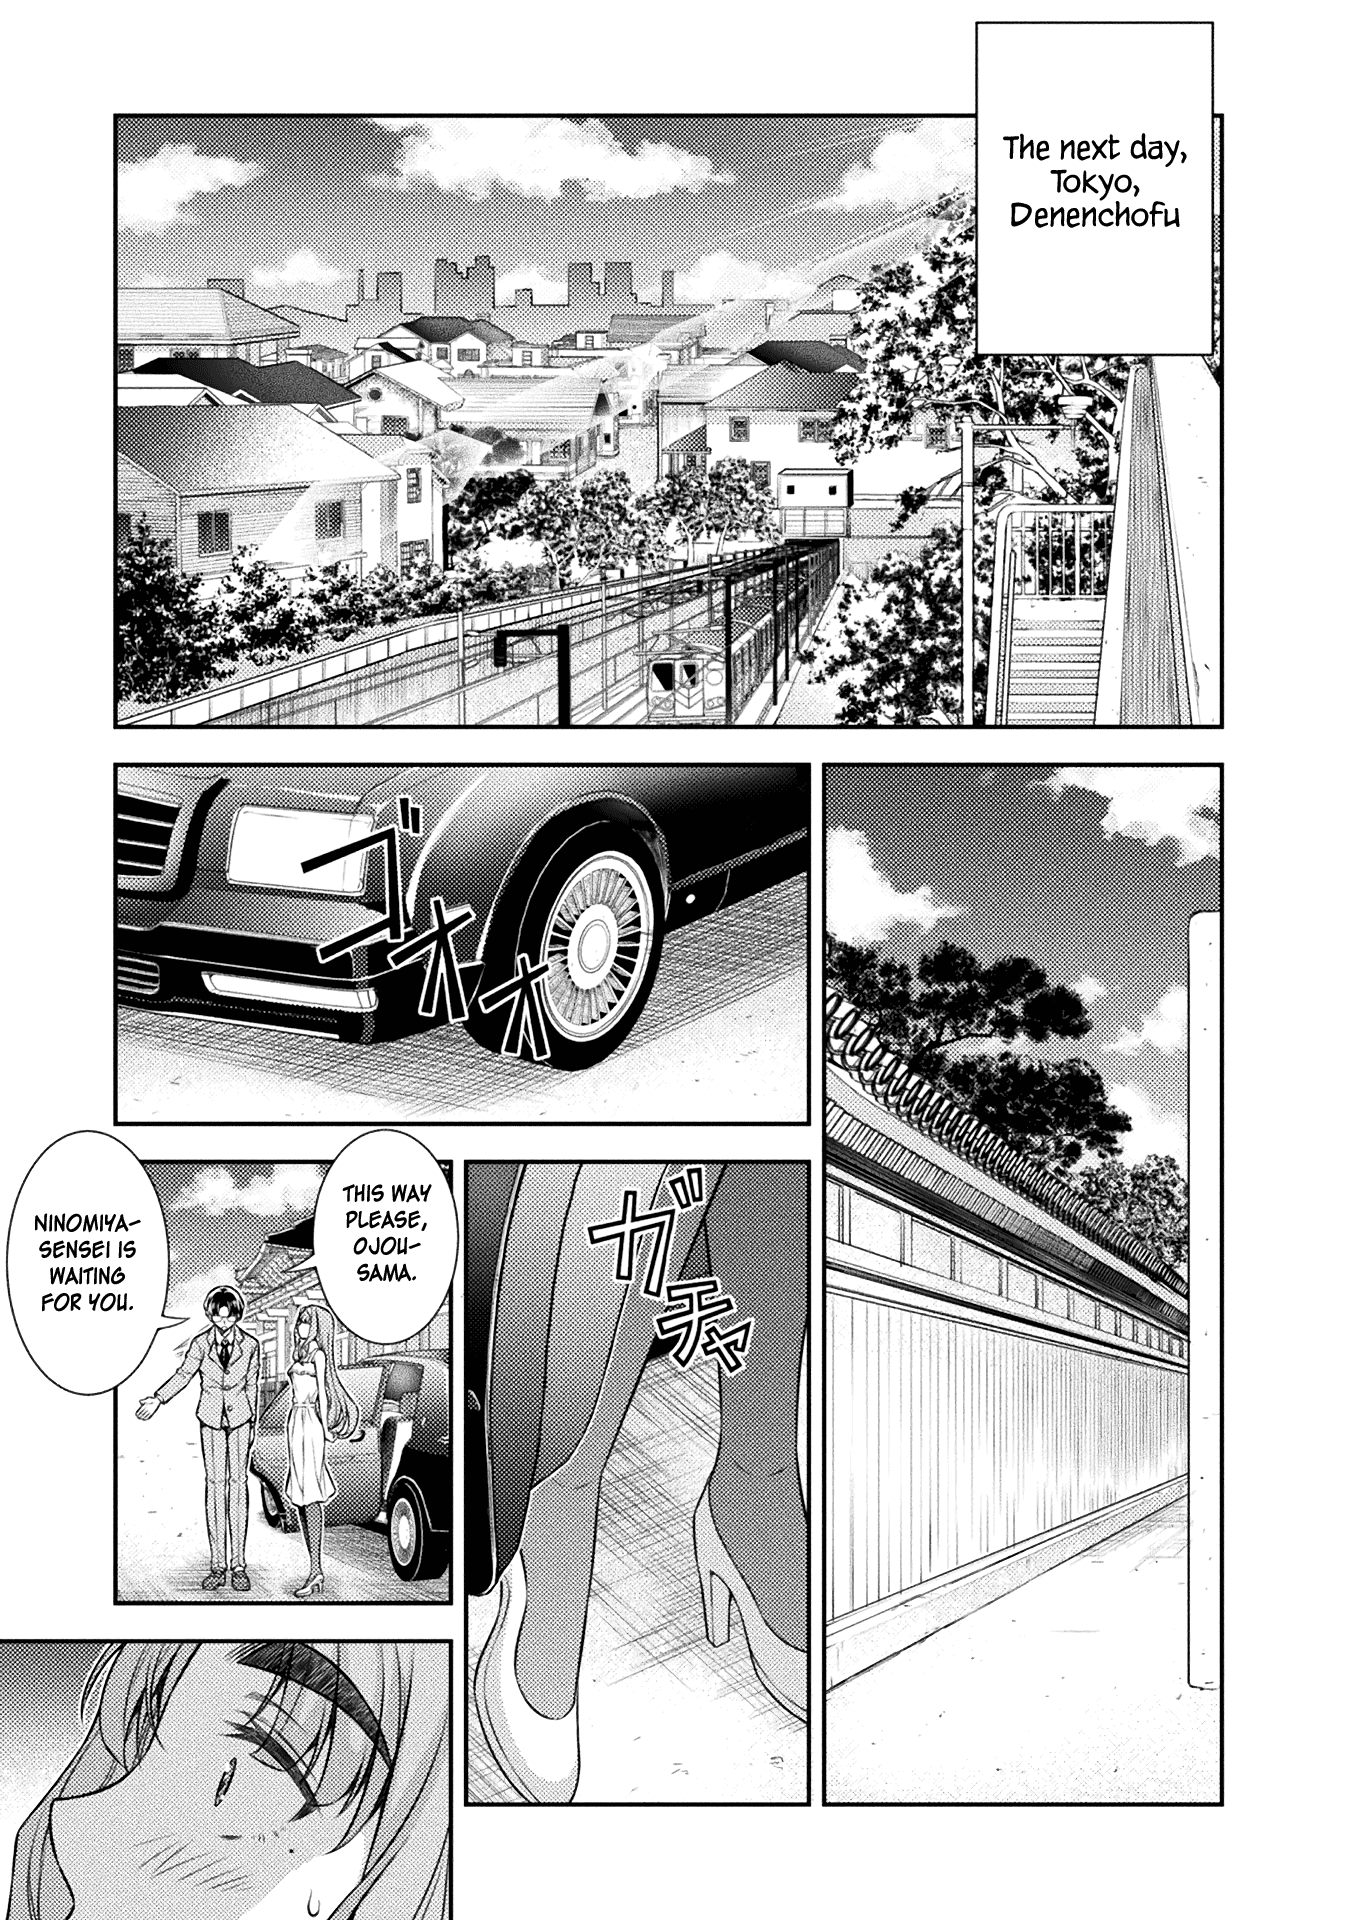 The next day,
Tokyo,
Denenchofu
ゴオオ
ガチャ
THIS WAY
PLEASE,
OJOU-
SAMA.
NINOMIYA-
SENSEI IS
WAITING
FOR YOU.